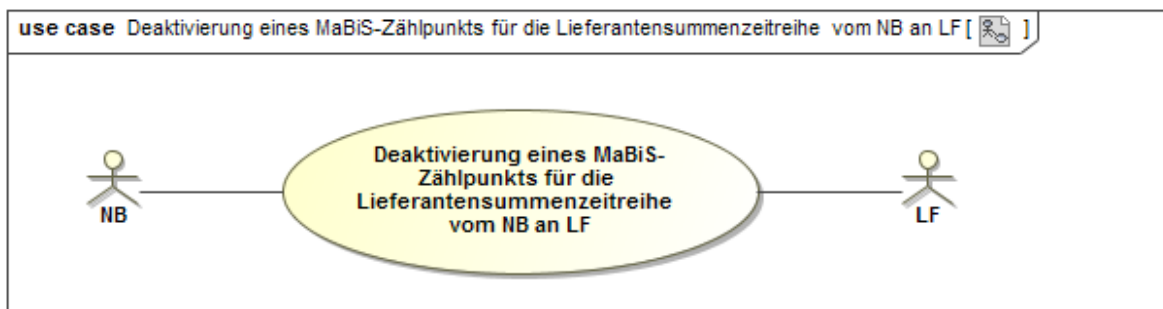 use case Deaktivierung eines MaBiS-Zählpunkts für die Lieferantensummenzeitreihe vom NB an LF [ ]
Deaktivierung eines MaBiS-
Zählpunkts für die
Lieferantensummenzeitreihe
vom NB an LF
NB
LF